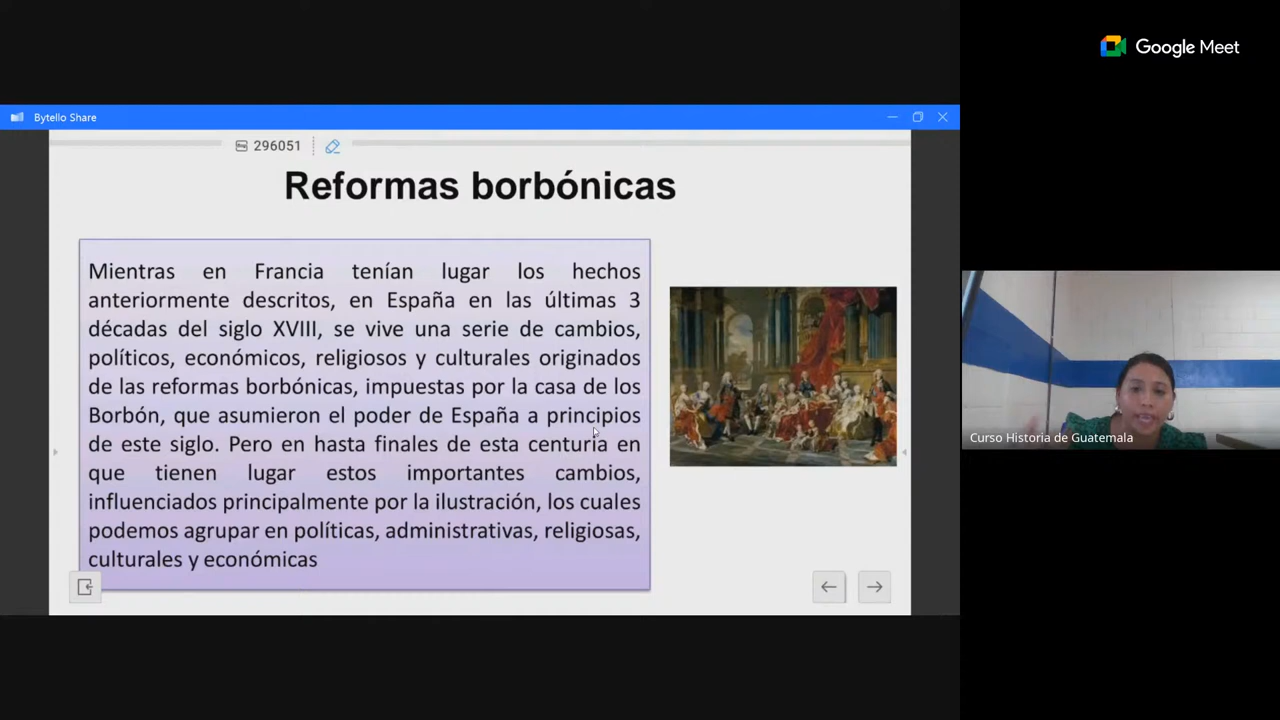 Google Meet
Bytello Share
296051
Reformas borbónicas
Mientras en Francia tenían lugar los hechos
anteriormente descritos, en España en las últimas 3
décadas del siglo XVIII, se vive una serie de cambios,
políticos, económicos, religiosos y culturales originados
de las reformas borbónicas, impuestas por la casa de los
Borbón, que asumieron el poder de España a principios
de este siglo. Pero en hasta finales de esta centuria en
que tienen lugar estos importantes cambios,
influenciados principalmente por la ilustración, los cuales
podemos agrupar en políticas, administrativas, religiosas,
culturales y económicas
Curso Historia de Guatemala